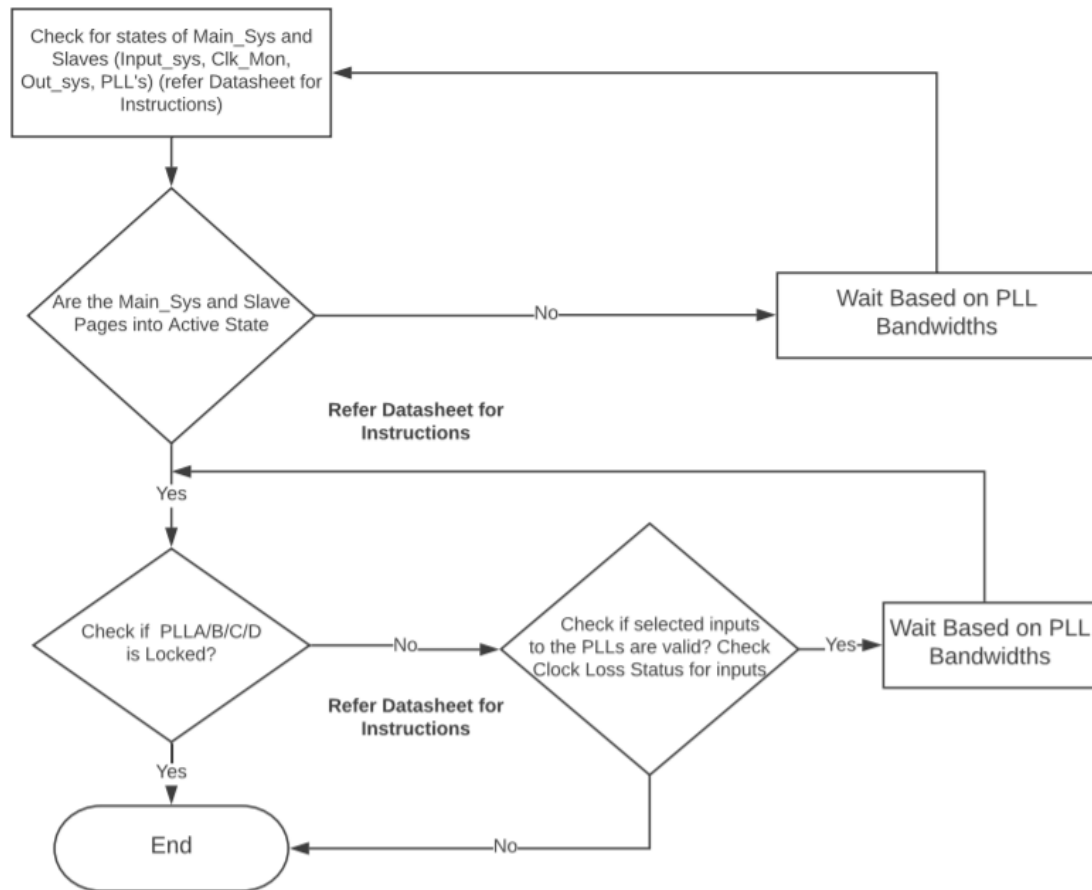 Check for states of Main_Sys and
Slaves (Input_sys, Clk_Mon,
Out_sys, PLL's) (refer Datasheet for
Instructions)
Are the Main_Sys and Slave
Pages into Active State
No
Wait Based on PLL
Bandwidths
Refer Datasheet for
Instructions
Yes
Check if PLLA/B/C/D
is Locked?
No
Check if selected inputs
to the PLLs are valid? Check
Clock Loss Status for inputs
Yes
Wait Based on PLL
Bandwidths
Refer Datasheet for
Instructions
Yes
End
No